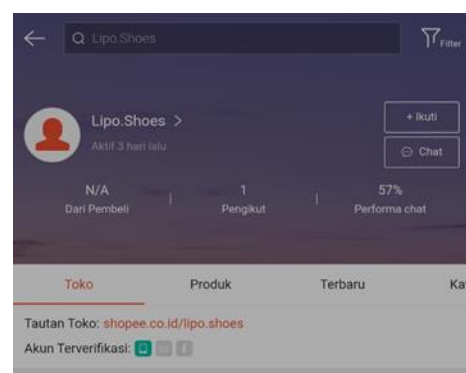 Lipo.Shoes
Filter
Lipo.Shoes >
+ Ikuti
Aktif 3 hari lalu
Chat
N/A
1
57%
Dari Pembeli
Pengikut
Performa chat
Toko Produk Terbaru Ka
Tautan Toko: shopee.co.id/lipo.shoes
Akun Terverifikasi: